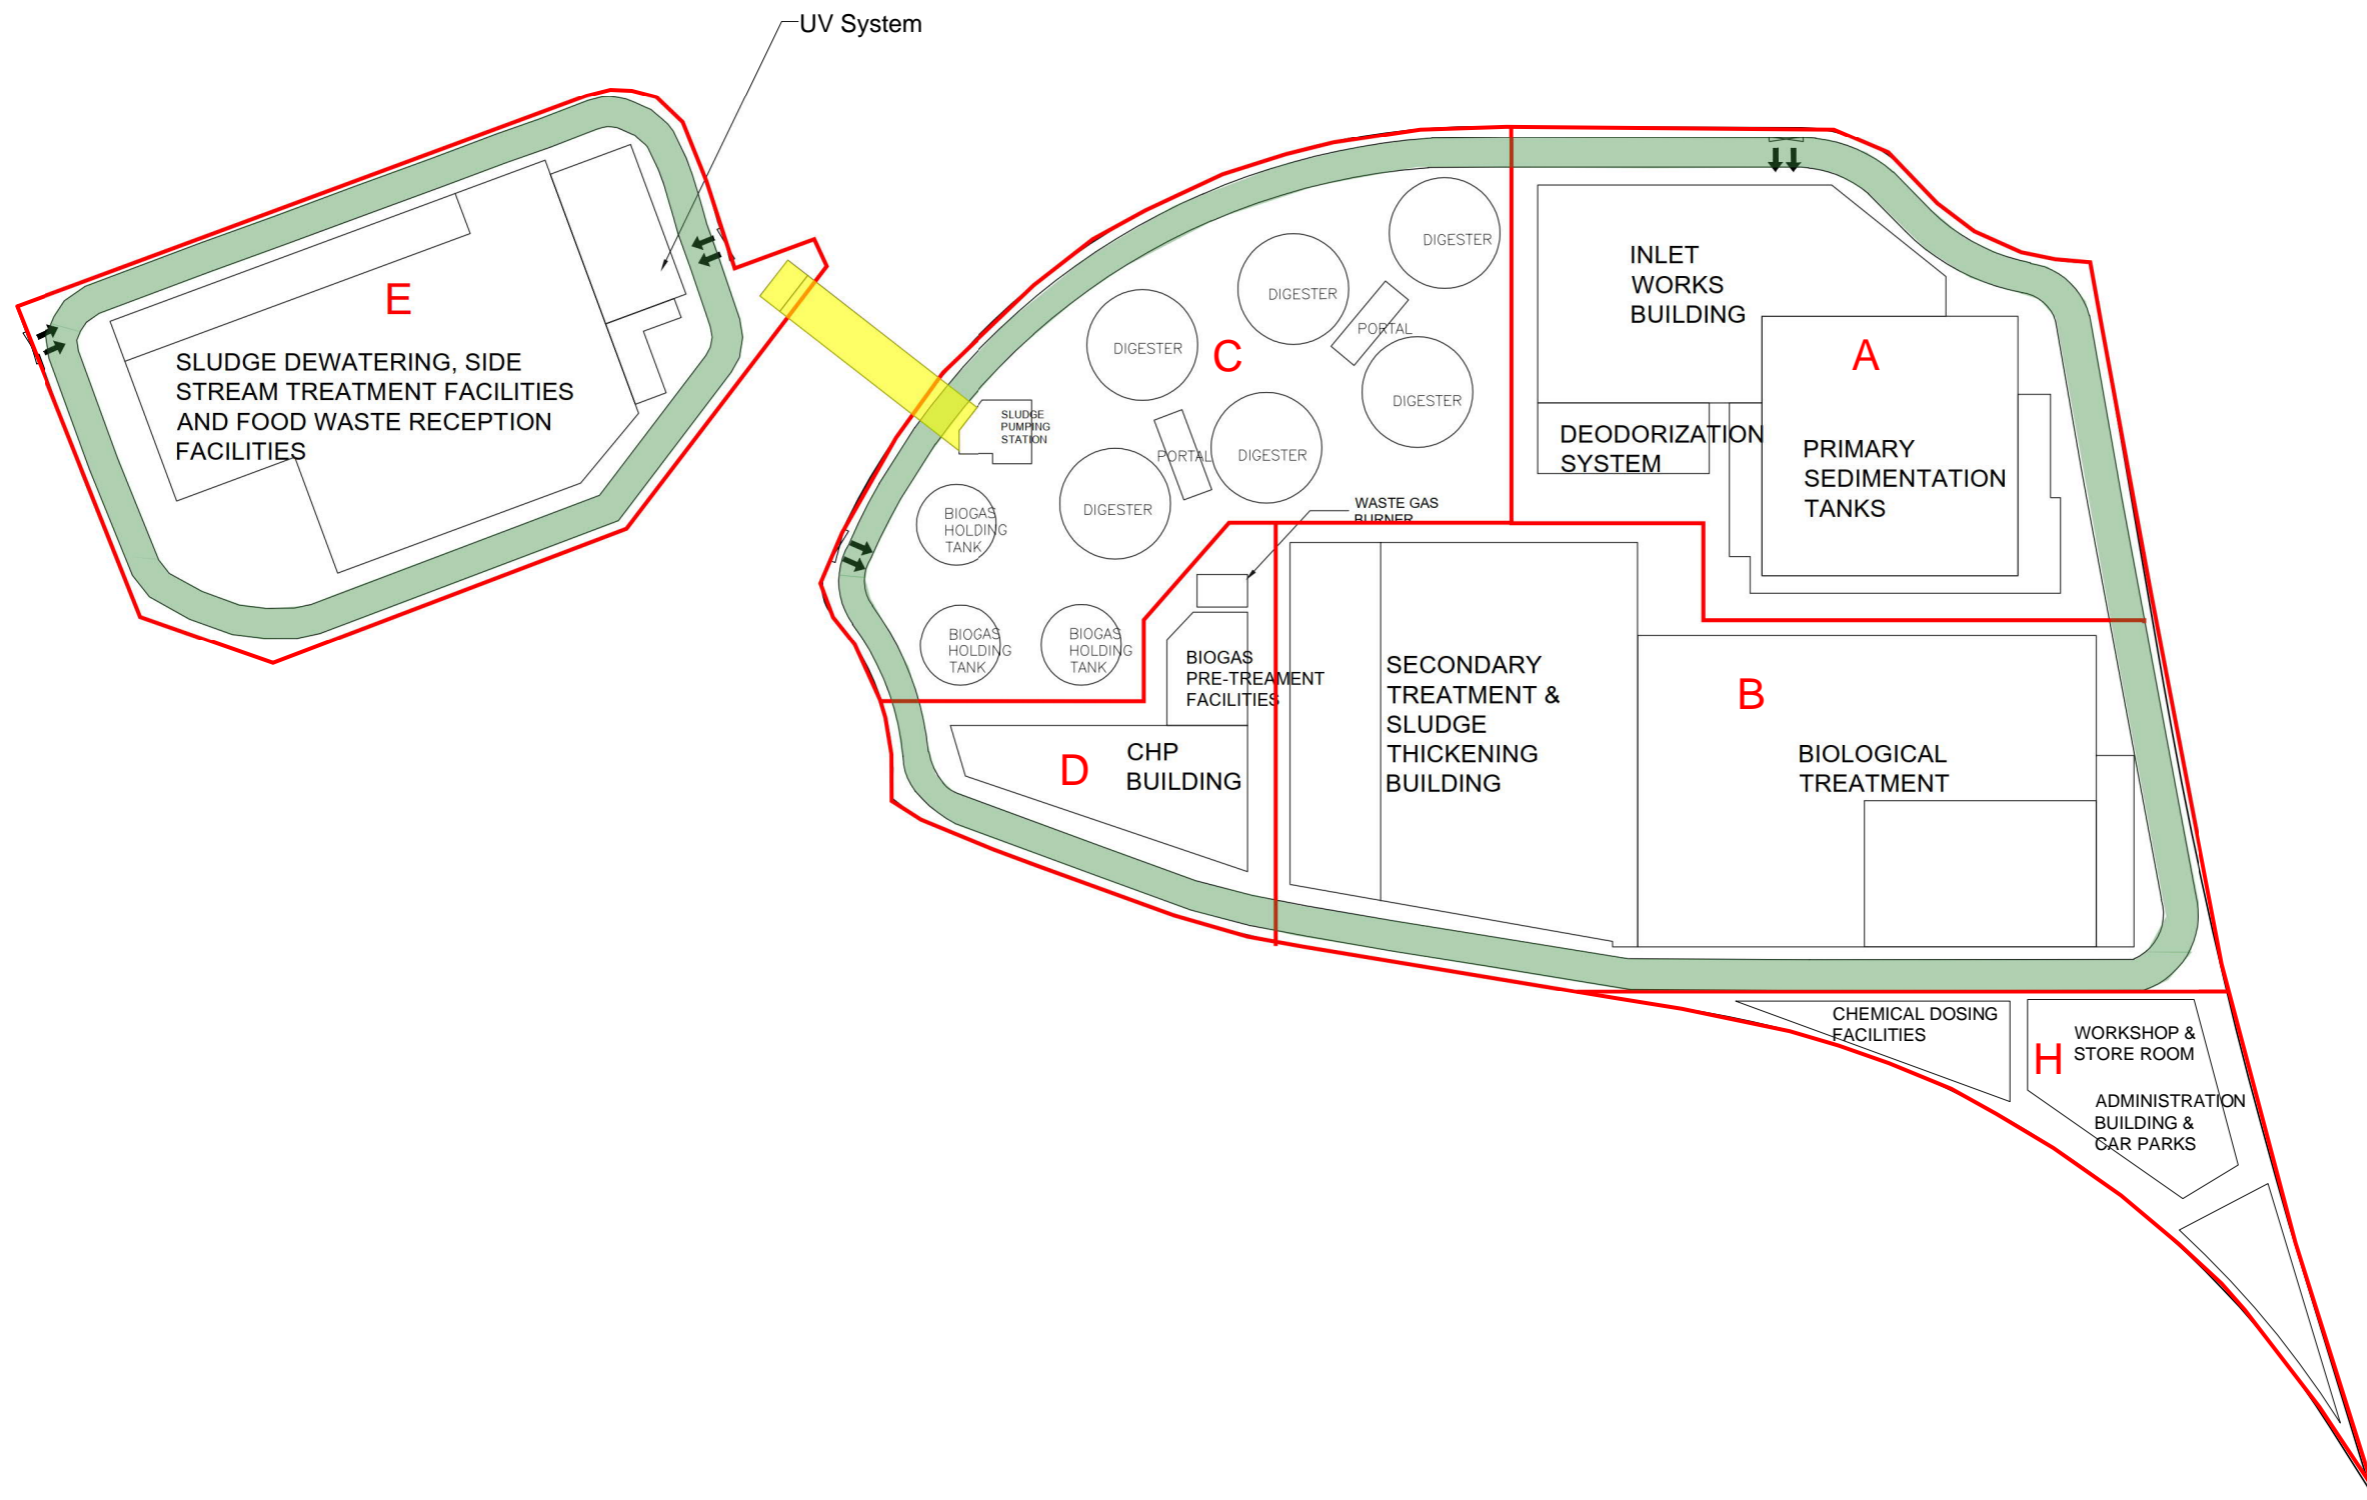 UV System
E
SLUDGE DEWATERING, SIDE
STREAM TREATMENT FACILITIES
AND FOOD WASTE RECEPTION
FACILITIES
C
DIGESTER
DIGESTER
DIGESTER
PORTAL
DIGESTER
DIGESTER
PORTAL
DIGESTER
SLUDGE
PUMPING
STATION
BIOGAS
HOLDING
TANK
BIOGAS
HOLDING
TANK
BIOGAS
HOLDING
TANK
INLET
WORKS
BUILDING
A
DEODORIZATION
SYSTEM
PRIMARY
SEDIMENTATION
TANKS
WASTE GAS
BURNER
BIOGAS
PRE-TREAMENT
FACILITIES
D
CHP
BUILDING
SECONDARY
TREATMENT &
SLUDGE
THICKENING
BUILDING
B
BIOLOGICAL
TREATMENT
CHEMICAL DOSING
FACILITIES
H
WORKSHOP &
STORE ROOM
ADMINISTRATION
BUILDING &
CAR PARKS